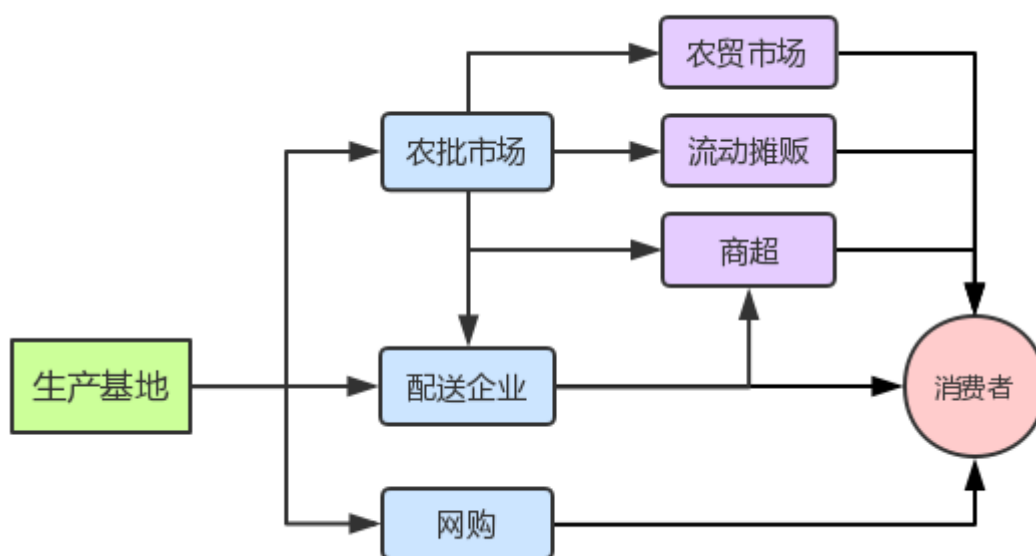 农贸市场
农批市场
流动摊贩
商超
生产基地
配送企业
消费者
网购